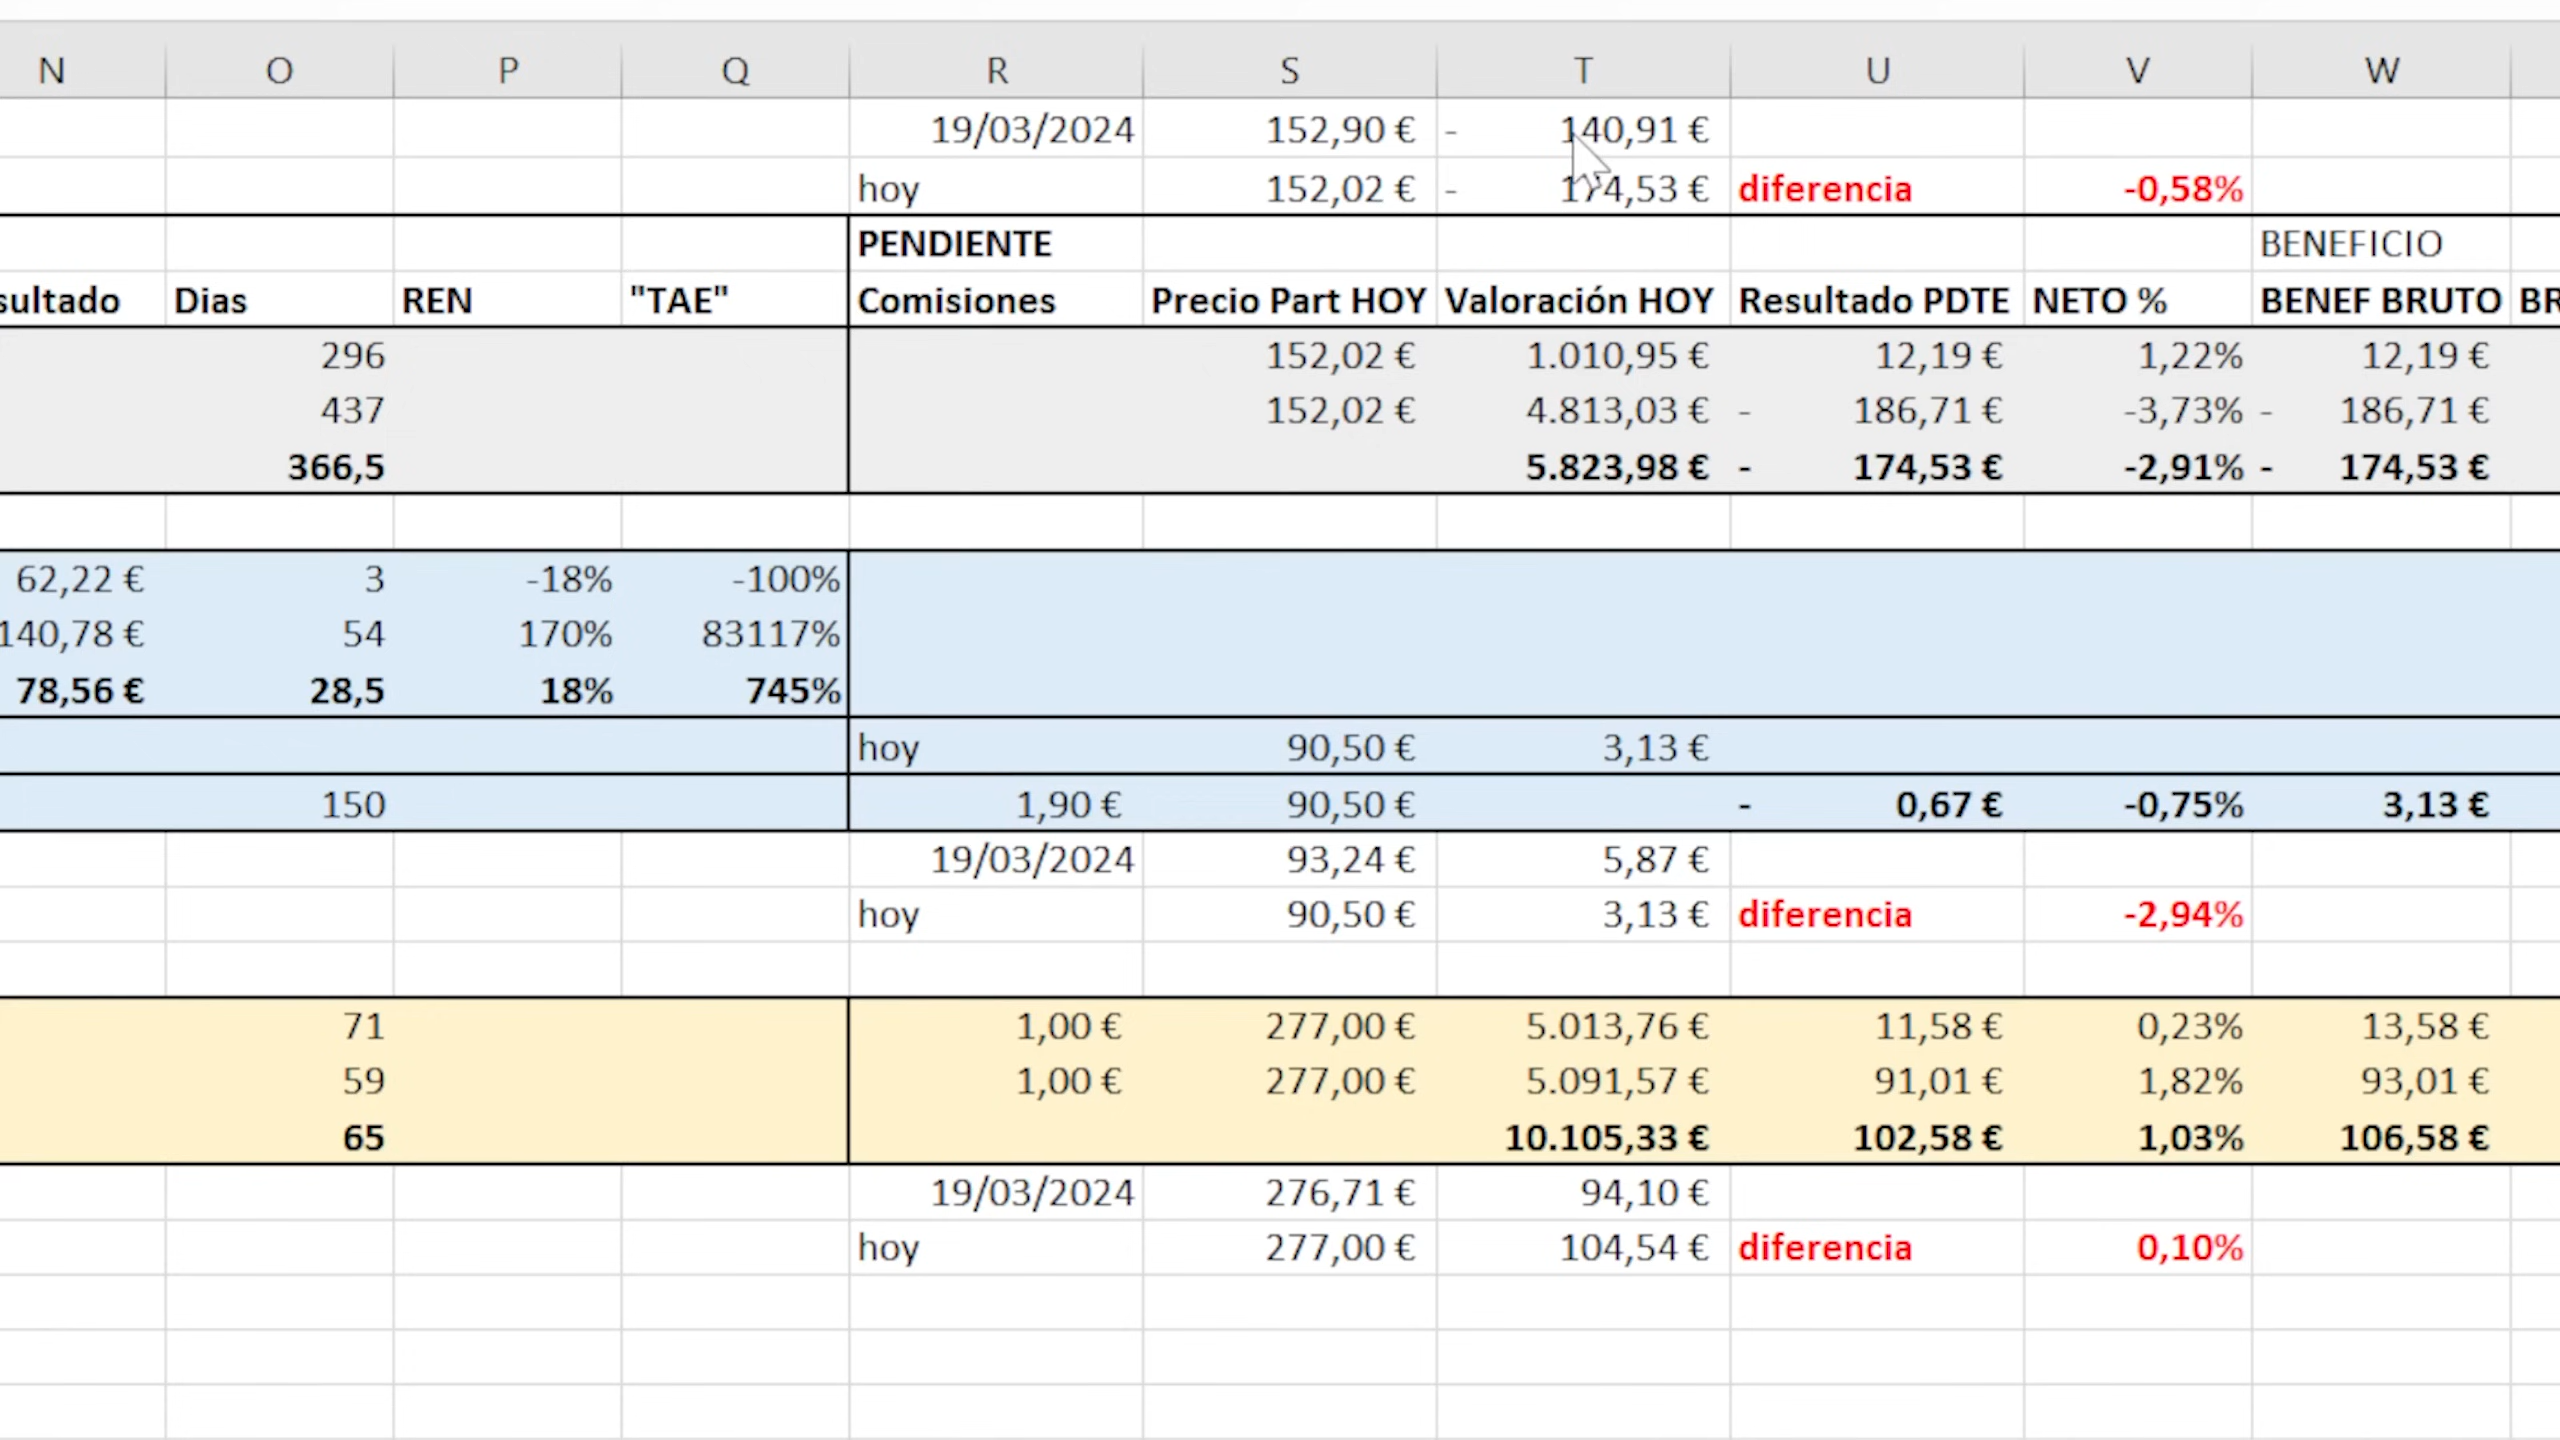 N O P Q R S T U V W
19/03/2024 152,90 € - 140,91 €
hoy 152,02 € - 174,53 € diferencia -0,58%
PENDIENTE BENEFICIO
sultado Dias REN "TAE" Comisiones Precio Part HOY Valoración HOY Resultado PDTE NETO % BENEF BRUTO BR
296 152,02 € 1.010,95 € 12,19 € 1,22% 12,19 €
437 152,02 € 4.813,03 € - 186,71 € -3,73% - 186,71 €
366,5 5.823,98 € - 174,53 € -2,91% - 174,53 €
62,22 € 3 -18% -100%
140,78 € 54 170% 83117%
78,56 € 28,5 18% 745%
hoy 90,50 € 3,13 €
150 1,90 € 90,50 € - 0,67 € -0,75% 3,13 €
19/03/2024 93,24 € 5,87 €
hoy 90,50 € 3,13 € diferencia -2,94%
71 1,00 € 277,00 € 5.013,76 € 11,58 € 0,23% 13,58 €
59 1,00 € 277,00 € 5.091,57 € 91,01 € 1,82% 93,01 €
65 10.105,33 € 102,58 € 1,03% 106,58 €
19/03/2024 276,71 € 94,10 €
hoy 277,00 € 104,54 € diferencia 0,10%